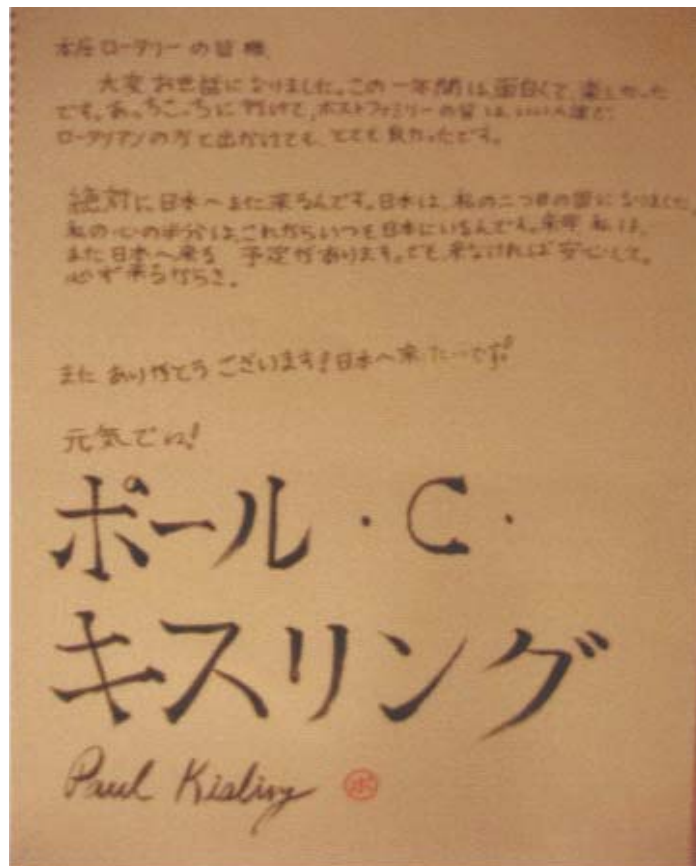 本庄ロータリーの皆様
大変お世話になりました。この一年間は、面白くて、楽しかった
です。あっちこっちに行けて、ホストファミリーの皆は、いい人達で、
ロータリアンの方と出かけても、とても良かったです。
絶対に日本へまた来るんです。日本は、私の二つ目の国になりました。
私の心の半分は、これからいつも日本にいるんです。来年 私は、
また日本へ来る 予定があります。でも、来なければ安心して。
必ず来るからさ。
また ありがとうございます!日本へ来たいです!
元気でね!
ポール・C・
キスリング
Paul Kisling